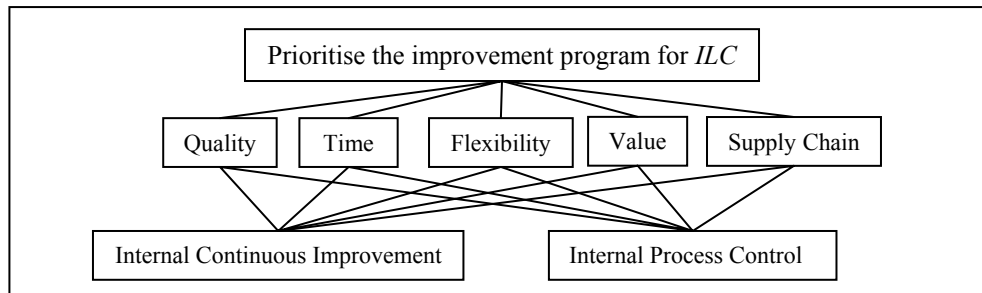 Prioritise the improvement program for ILC
Quality
Time
Flexibility
Value
Supply Chain
Internal Continuous Improvement
Internal Process Control